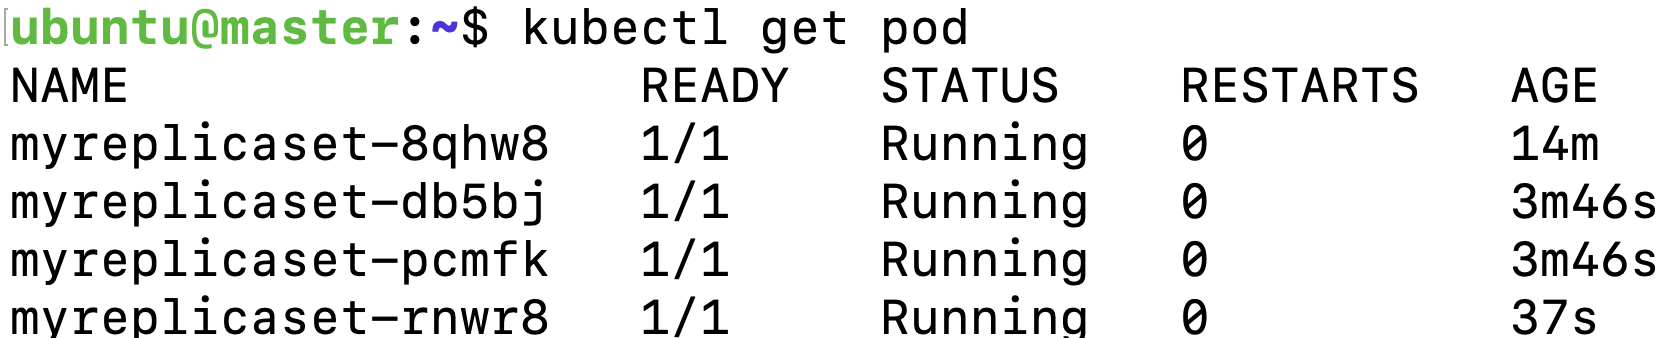 ubuntu@master:~$ kubectl get pod
NAME READY STATUS RESTARTS AGE
myreplicaset-8qhw8 1/1 Running 0 14m
myreplicaset-db5bj 1/1 Running 0 3m46s
myreplicaset-pcmfk 1/1 Running 0 3m46s
myreplicaset-rnwr8 1/1 Running 0 37s